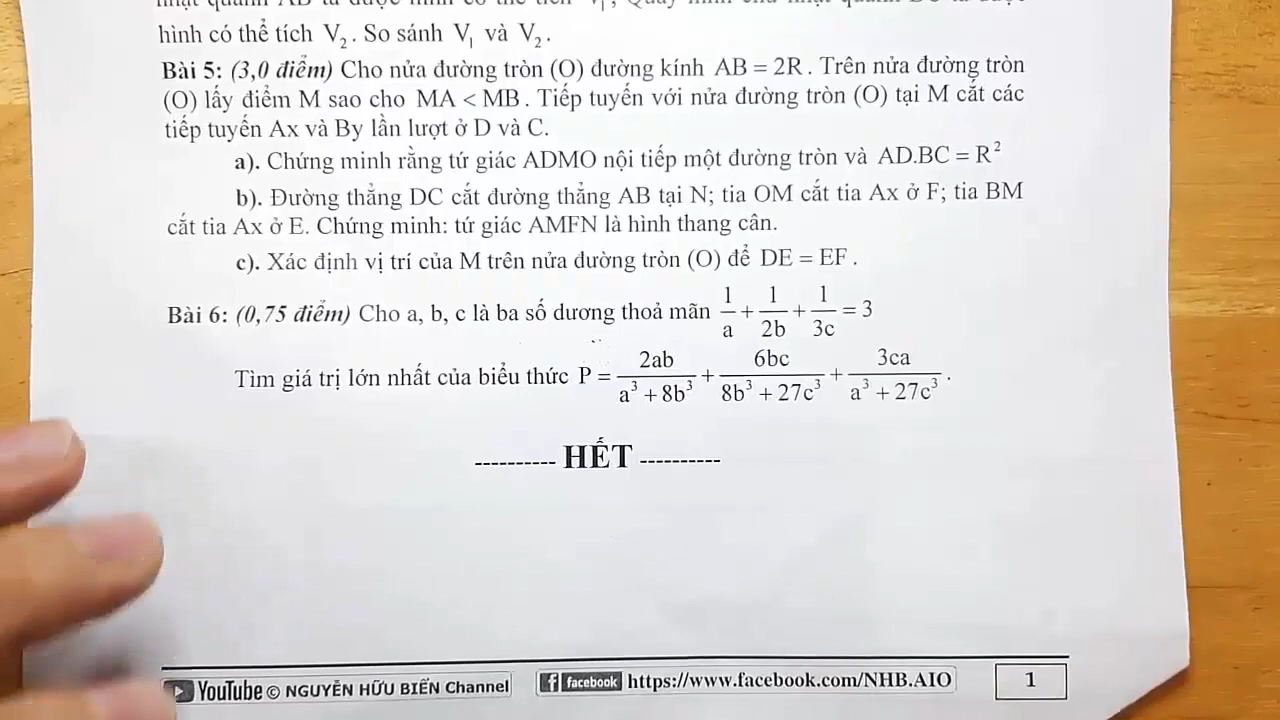 hình có thể tích V₂. So sánh V₁ và V₂.
Bài 5: (3,0 điểm) Cho nửa đường tròn (O) đường kính AB = 2R. Trên nửa đường tròn
(O) lấy điểm M sao cho MA < MB. Tiếp tuyến với nửa đường tròn (O) tại M cắt các
tiếp tuyến Ax và By lần lượt ở D và C.
a). Chứng minh rằng tứ giác ADMO nội tiếp một đường tròn và AD.BC = R²
b). Đường thẳng DC cắt đường thẳng AB tại N; tia OM cắt tia Ax ở F; tia BM
cắt tia Ax ở E. Chứng minh: tứ giác AMFN là hình thang cân.
c). Xác định vị trí của M trên nửa đường tròn (O) để DE = EF.
Bài 6: (0,75 điểm) Cho a, b, c là ba số dương thoả mãn 1/a + 1/2b + 1/3c = 3
Tìm giá trị lớn nhất của biểu thức P = 2ab/(a³ + 8b³) + 6bc/(8b³ + 27c³) + 3ca/(a³ + 27c³).
---------- HẾT ----------
YouTube © NGUYỄN HỮU BIỂN Channel f facebook https://www.facebook.com/NHB.AIO 1